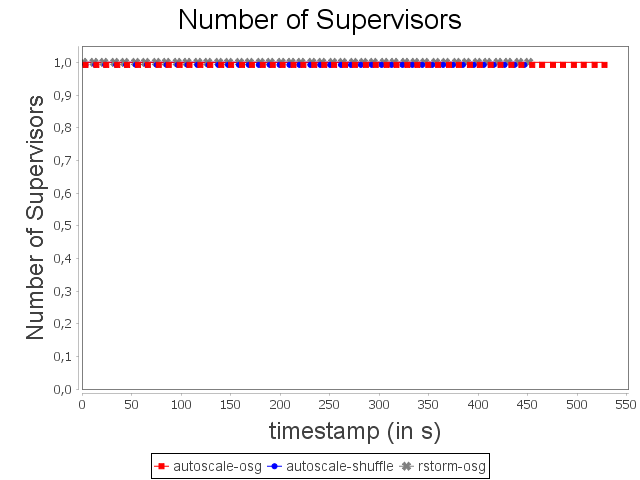 Number of Supervisors
Number of Supervisors
1,0
0,9
0,8
0,7
0,6
0,5
0,4
0,3
0,2
0,1
0,0
0 50 100 150 200 250 300 350 400 450 500 550
timestamp (in s)
autoscale-osg autoscale-shuffle rstorm-osg